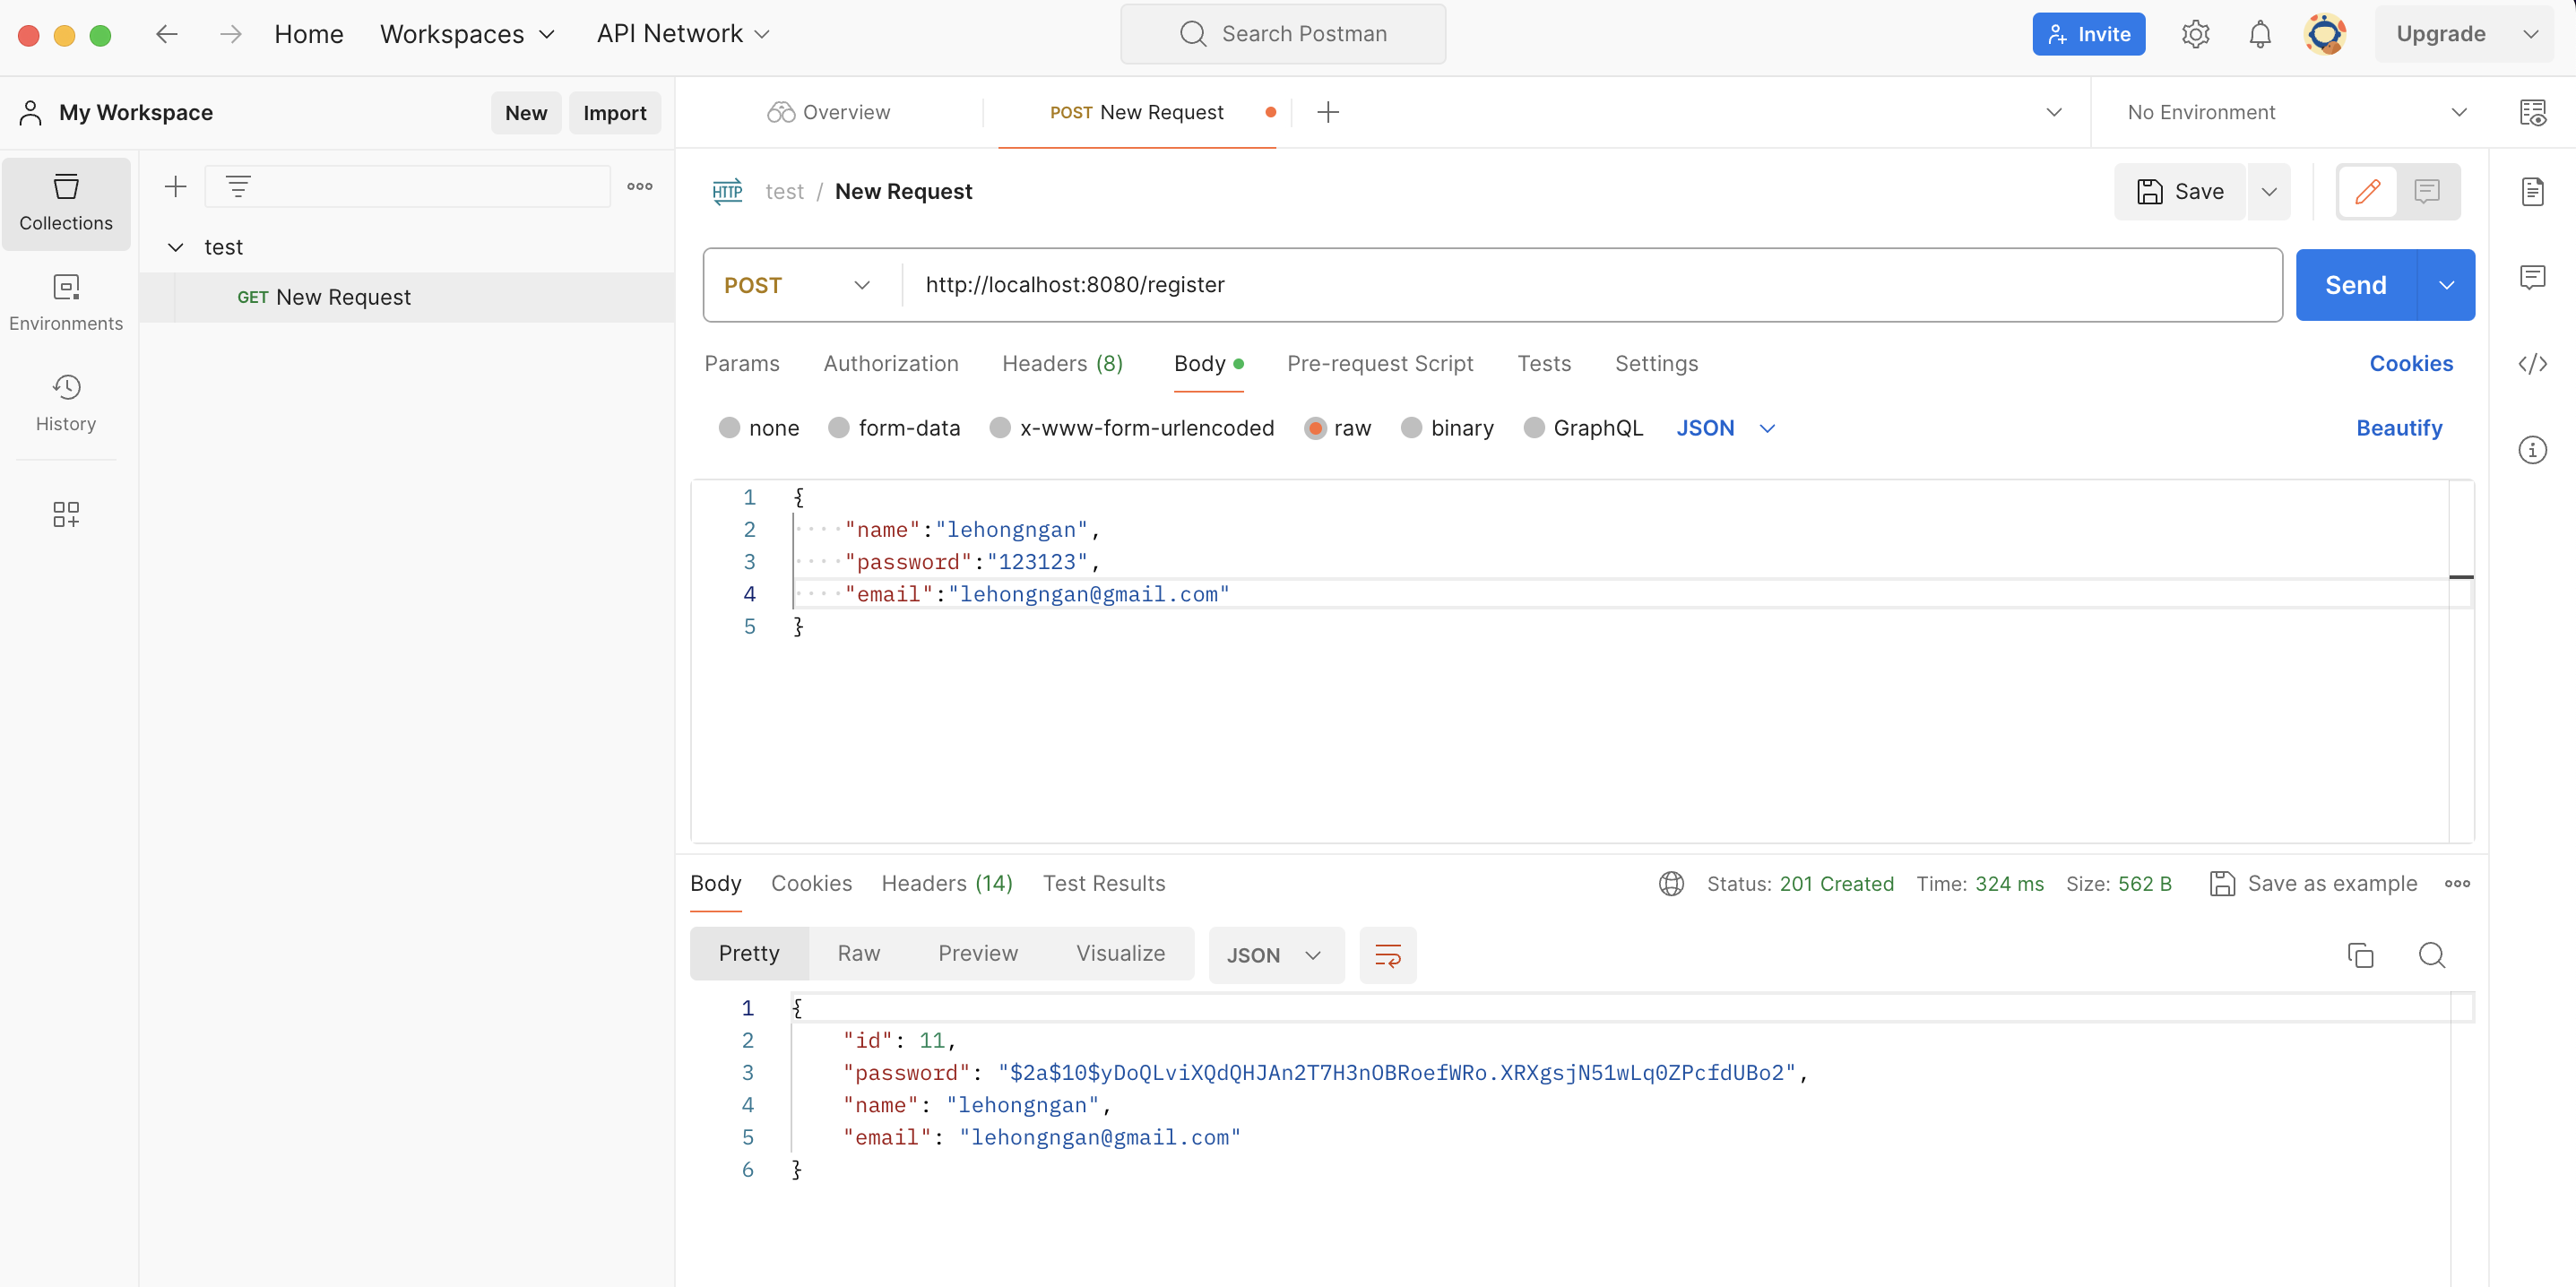 Home Workspaces API Network Search Postman Invite Upgrade
My Workspace New Import Overview POST New Request No Environment
Collections
Environments
History
test
GET New Request
HTTP test / New Request Save
POST http://localhost:8080/register Send
Params Authorization Headers (8) Body Pre-request Script Tests Settings Cookies
none form-data x-www-form-urlencoded raw binary GraphQL JSON Beautify
1 {
2 "name":"lehongngan",
3 "password":"123123",
4 "email":"lehongngan@gmail.com"
5 }
Body Cookies Headers (14) Test Results Status: 201 Created Time: 324 ms Size: 562 B Save as example
Pretty Raw Preview Visualize JSON
1 {
2 "id": 11,
3 "password": "$2a$10$yDoQLviXQdQHJAn2T7H3nOBRoefWRo.XRXgsjN51wLq0ZPcfdUBo2",
4 "name": "lehongngan",
5 "email": "lehongngan@gmail.com"
6 }